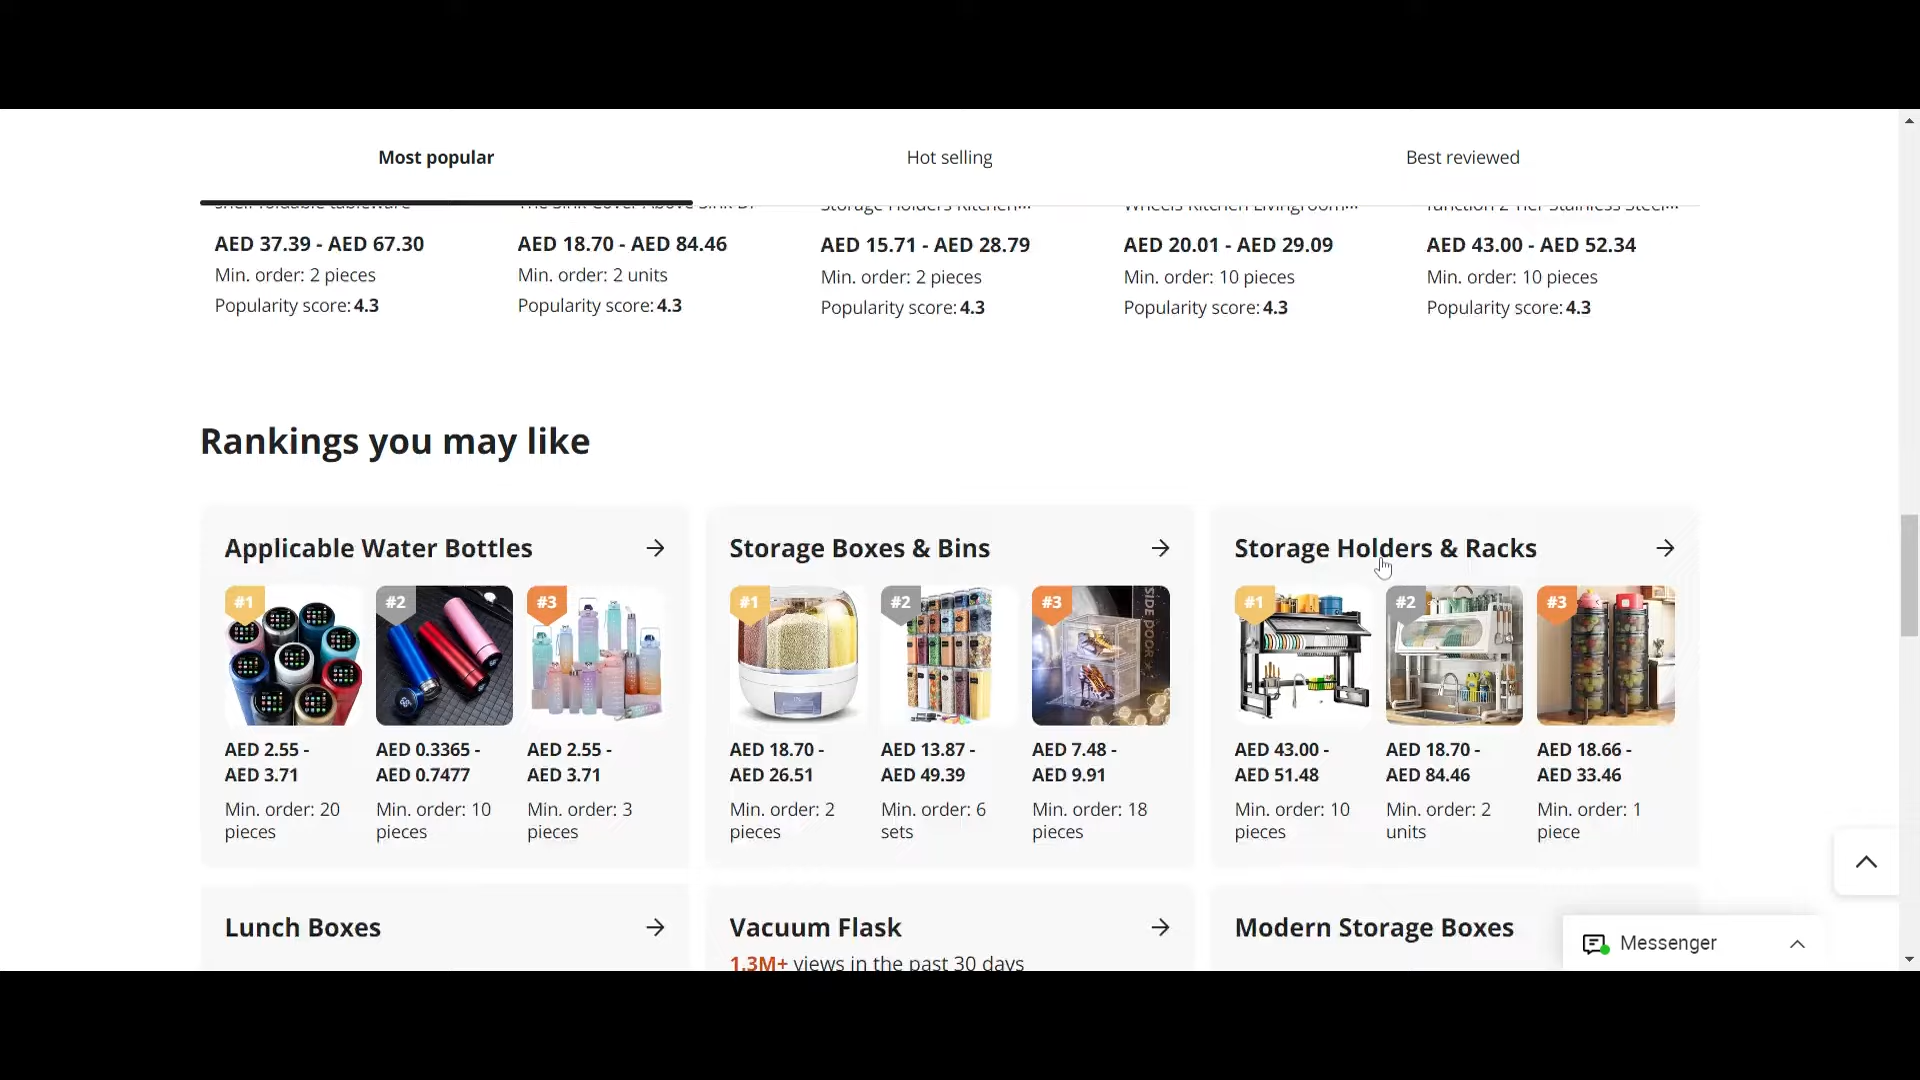 Most popular
Hot selling
Best reviewed
AED 37.39 - AED 67.30
Min. order: 2 pieces
Popularity score: 4.3
AED 18.70 - AED 84.46
Min. order: 2 units
Popularity score: 4.3
AED 15.71 - AED 28.79
Min. order: 2 pieces
Popularity score: 4.3
AED 20.01 - AED 29.09
Min. order: 10 pieces
Popularity score: 4.3
AED 43.00 - AED 52.34
Min. order: 10 pieces
Popularity score: 4.3
Rankings you may like
Applicable Water Bottles
#1
#2
#3
AED 2.55 -
AED 3.71
Min. order: 20
pieces
AED 0.3365 -
AED 0.7477
Min. order: 10
pieces
AED 2.55 -
AED 3.71
Min. order: 3
pieces
Storage Boxes & Bins
#1
#2
#3
SIDE DOOR
AED 18.70 -
AED 26.51
Min. order: 2
pieces
AED 13.87 -
AED 49.39
Min. order: 6
sets
AED 7.48 -
AED 9.91
Min. order: 18
pieces
Storage Holders & Racks
#1
#2
#3
AED 43.00 -
AED 51.48
Min. order: 10
pieces
AED 18.70 -
AED 84.46
Min. order: 2
units
AED 18.66 -
AED 33.46
Min. order: 1
piece
Lunch Boxes
Vacuum Flask
1.3M+ views in the past 30 days
Modern Storage Boxes
Messenger